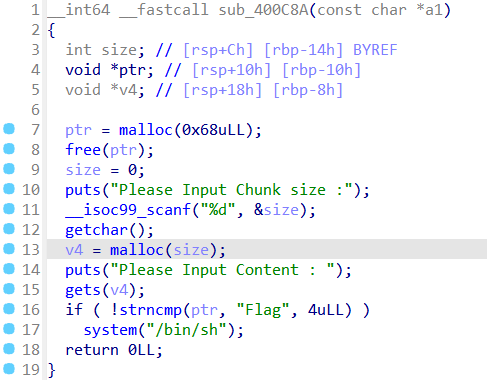 1 __int64 __fastcall sub_400C8A(const char *a1)
2 {
3 int size; // [rsp+Ch] [rbp-14h] BYREF
4 void *ptr; // [rsp+10h] [rbp-10h]
5 void *v4; // [rsp+18h] [rbp-8h]
6
7 ptr = malloc(0x68uLL);
8 free(ptr);
9 size = 0;
10 puts("Please Input Chunk size :");
11 __isoc99_scanf("%d", &size);
12 getchar();
13 v4 = malloc(size);
14 puts("Please Input Content : ");
15 gets(v4);
16 if ( !strncmp(ptr, "Flag", 4uLL) )
17 system("/bin/sh");
18 return 0LL;
19 }